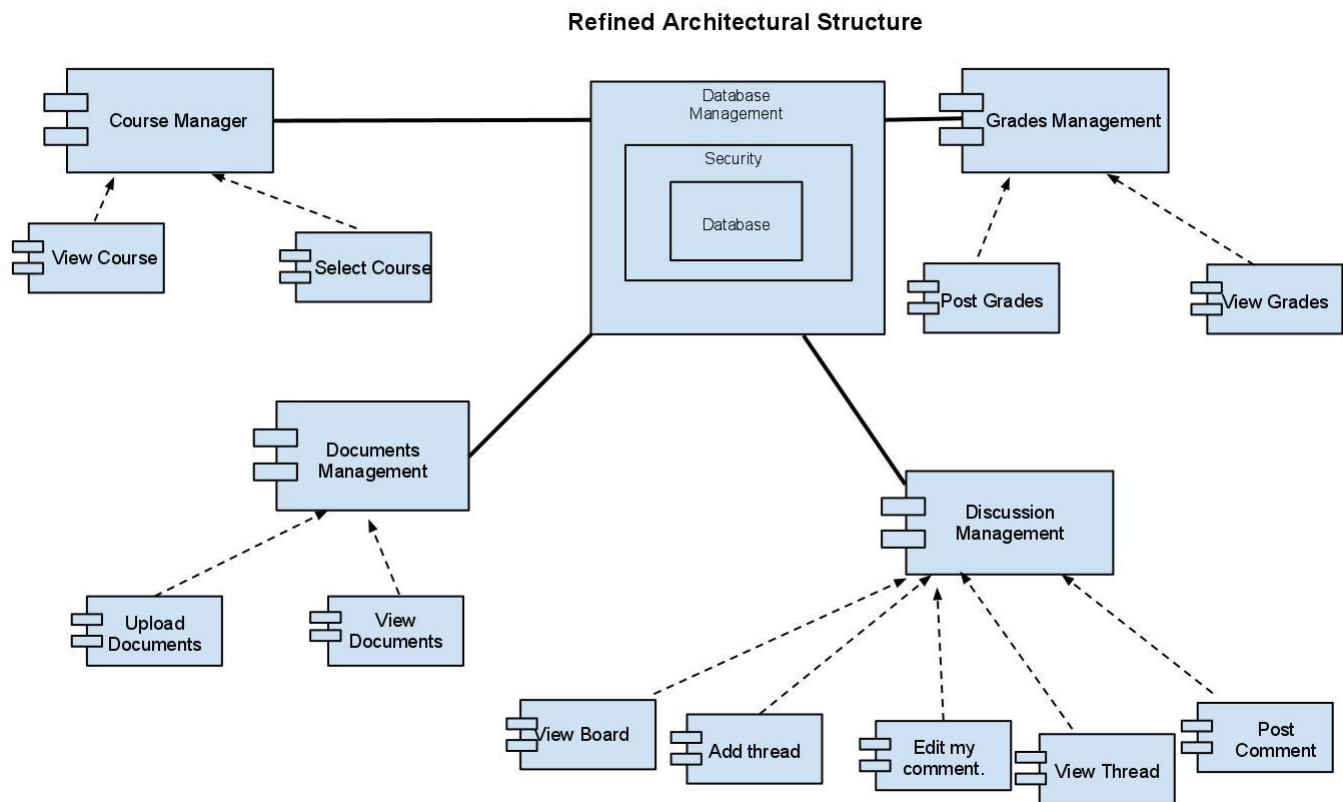 Refined Architectural Structure
Course Manager
Database
Management
Security
Database
Grades Management
View Course
Select Course
Post Grades
View Grades
Documents
Management
Discussion
Management
Upload
Documents
View
Documents
View Board
Add thread
Edit my
comment.
View Thread
Post
Comment